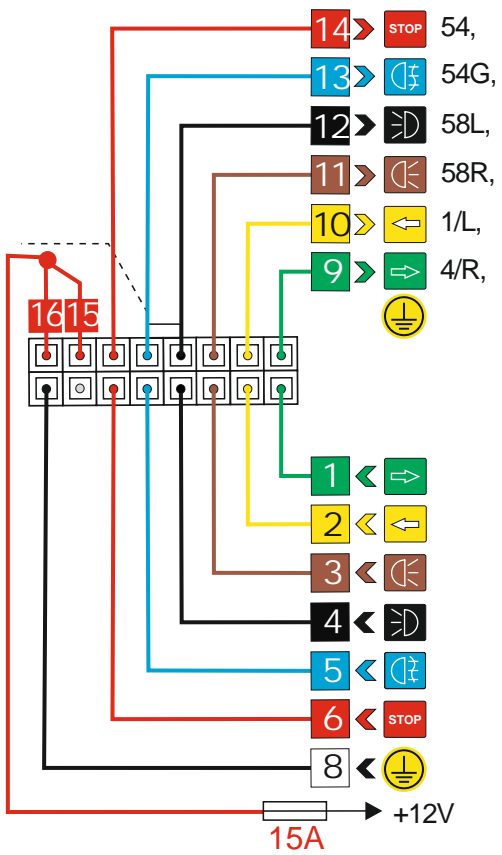 14 STOP 54,
13 54G,
12 58L,
11 58R,
10 1/L,
9 4/R,
16 15
1
2
3
4
5
6 STOP
8
+12V
15A